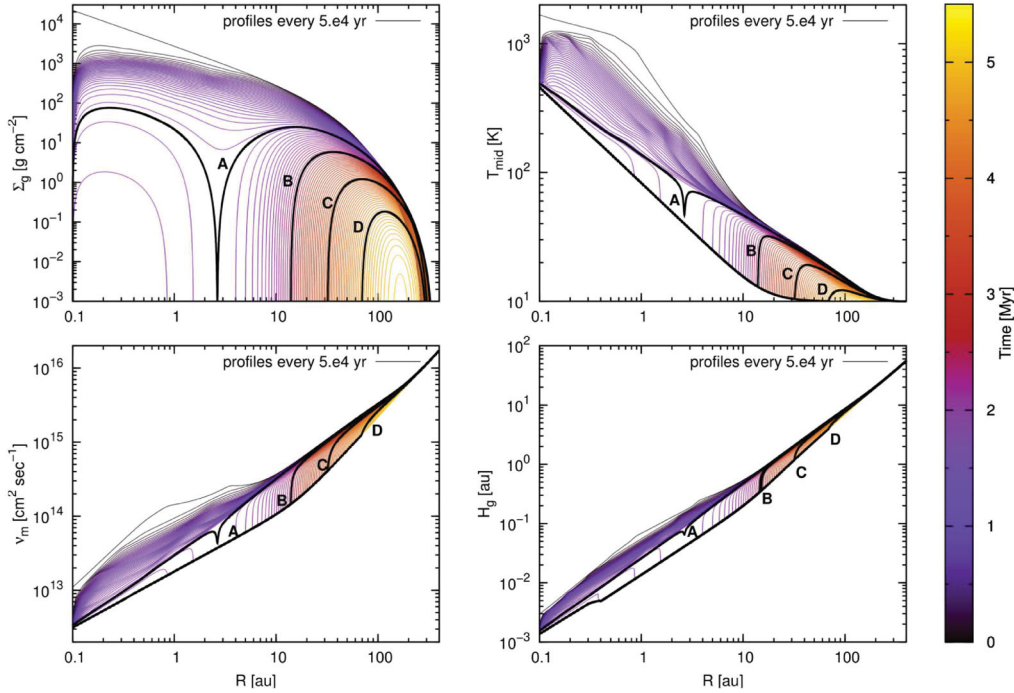 profiles every 5.e4 yr
10⁴
10³
10²
10¹
10⁰
10⁻¹
10⁻²
10⁻³
Σg [g cm⁻²]
A
B
C
D
0.1
1
10
100
profiles every 5.e4 yr
10³
10²
10¹
Tmid [K]
A
B
C
D
0.1
1
10
100
profiles every 5.e4 yr
10¹⁶
10¹⁵
10¹⁴
10¹³
νm [cm² sec⁻¹]
A
B
C
D
0.1
1
10
100
R [au]
profiles every 5.e4 yr
10²
10¹
10⁰
10⁻¹
10⁻²
10⁻³
Hg [au]
A
B
C
D
0.1
1
10
100
R [au]
5
4
3
2
1
0
Time [Myr]